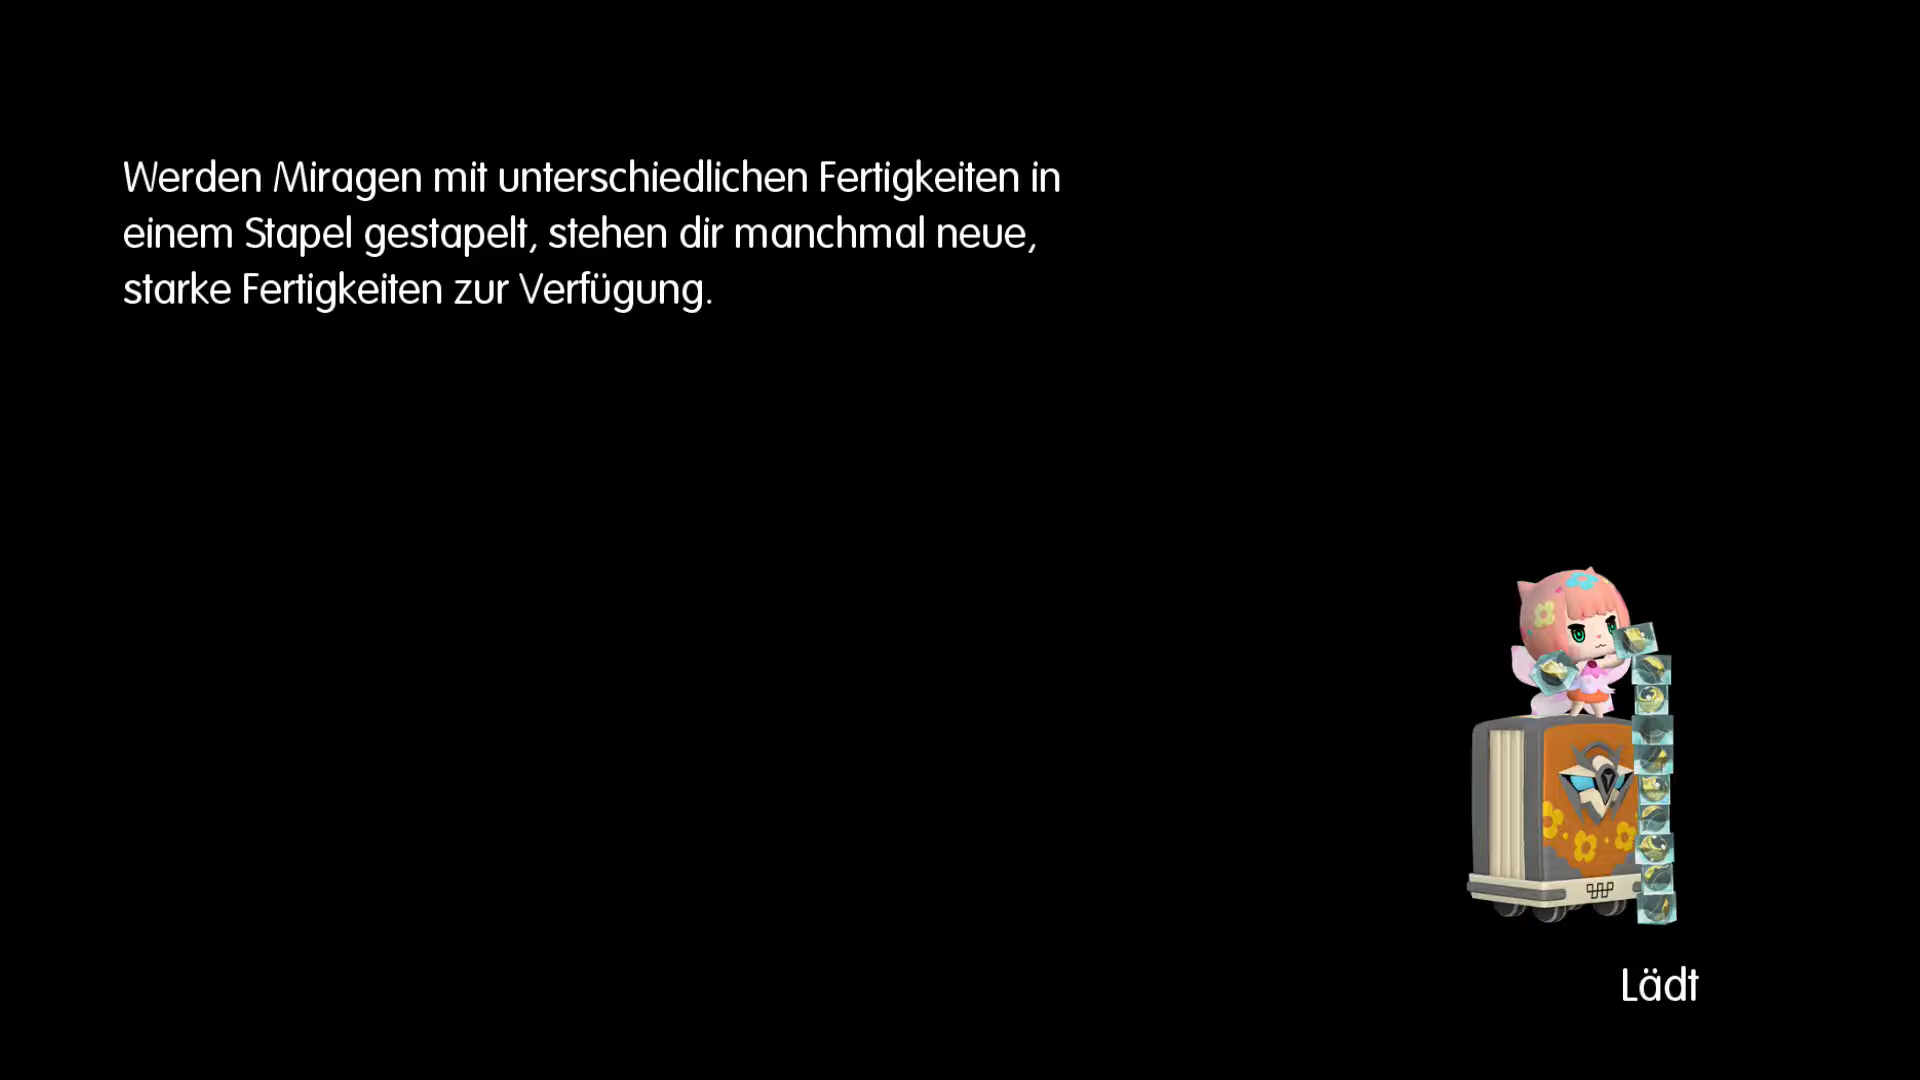 Werden Miragen mit unterschiedlichen Fertigkeiten in
einem Stapel gestapelt, stehen dir manchmal neue,
starke Fertigkeiten zur Verfügung.
Lädt